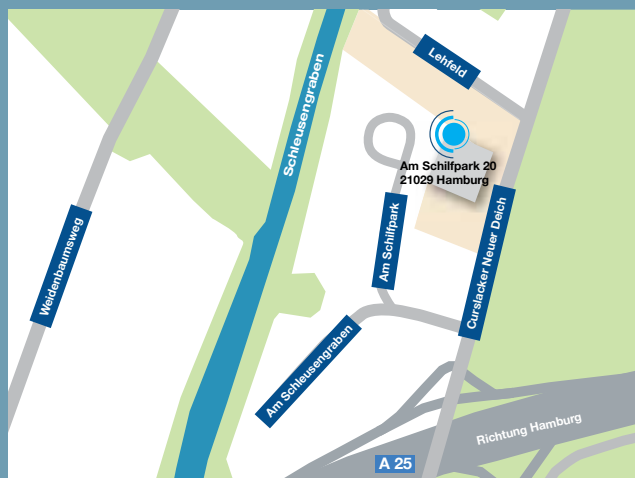 Lehfeld
Schleusengraben
Am Schilfpark 20
21029 Hamburg
Weidenbaumsweg
Am Schilfpark
Curslacker Neuer Deich
Am Schleusengraben
Richtung Hamburg
A 25